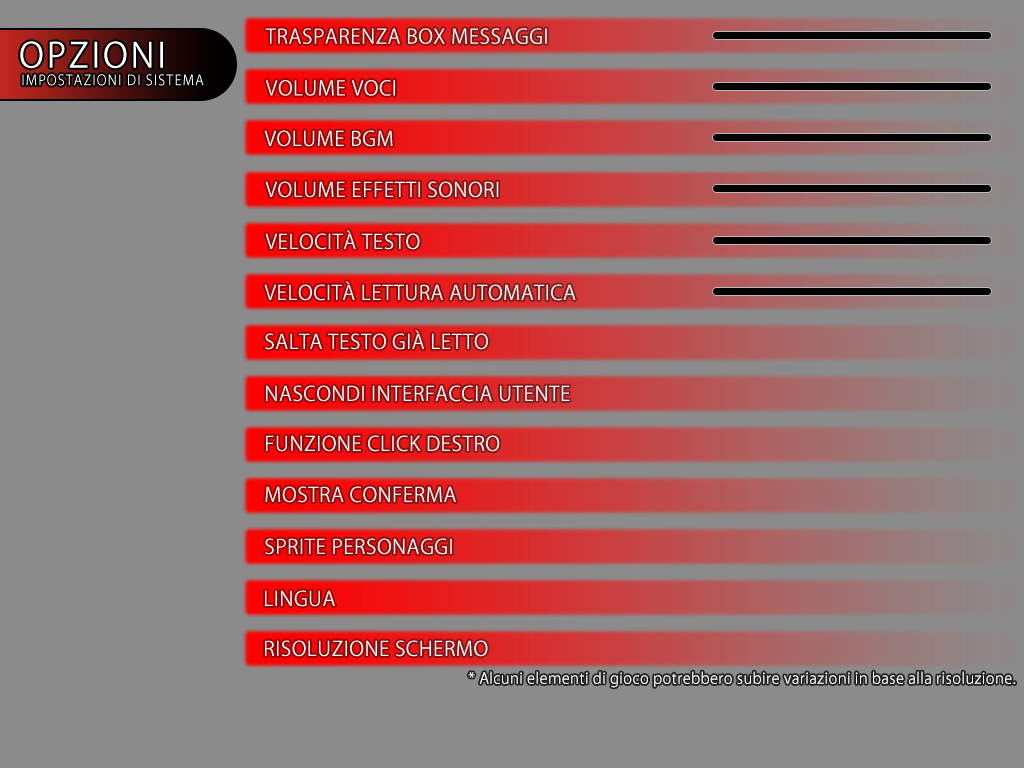 OPZIONI
IMPOSTAZIONI DI SISTEMA
TRASPARENZA BOX MESSAGGI
VOLUME VOCI
VOLUME BGM
VOLUME EFFETTI SONORI
VELOCITÀ TESTO
VELOCITÀ LETTURA AUTOMATICA
SALTA TESTO GIÀ LETTO
NASCONDI INTERFACCIA UTENTE
FUNZIONE CLICK DESTRO
MOSTRA CONFERMA
SPRITE PERSONAGGI
LINGUA
RISOLUZIONE SCHERMO
* Alcuni elementi di gioco potrebbero subire variazioni in base alla risoluzione.